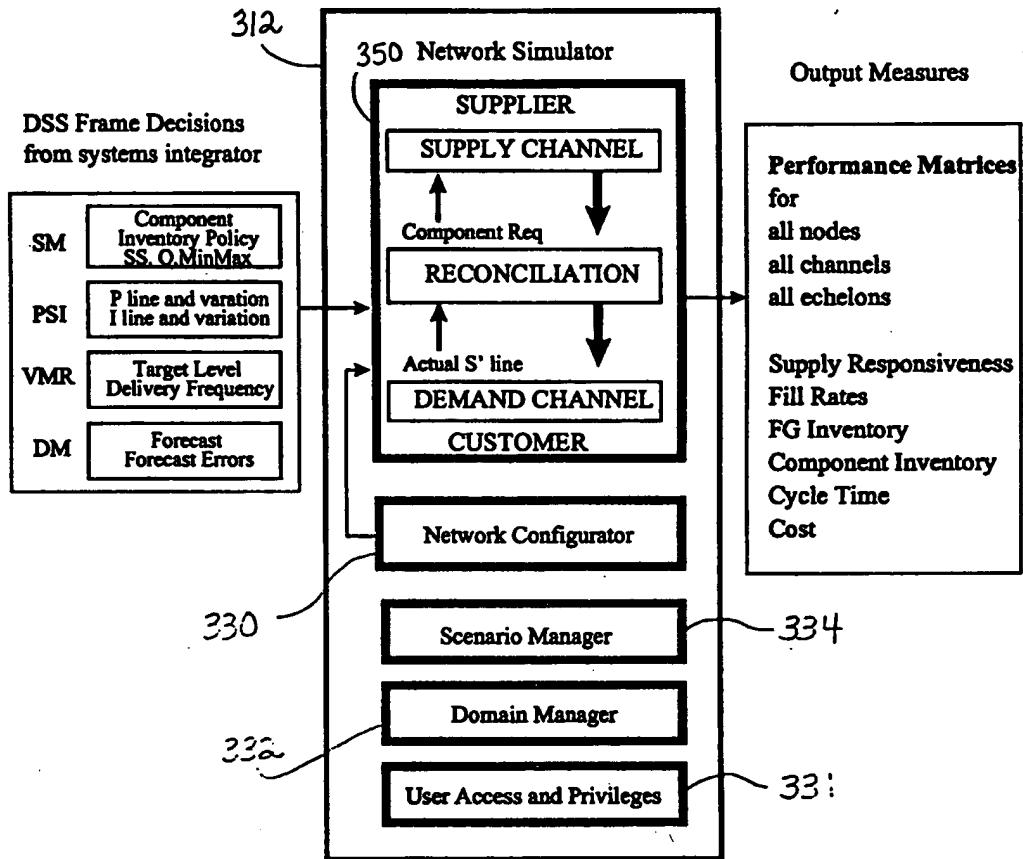 312
350
Network Simulator
Output Measures
DSS Frame Decisions
from systems integrator
SM
Component
Inventory Policy
SS, Q,MinMax
PSI
P line and varation
I line and variation
VMR
Target Level
Delivery Frequency
DM
Forecast
Forecast Errors
SUPPLIER
SUPPLY CHANNEL
Component Req
RECONCILIATION
Actual S' line
DEMAND CHANNEL
CUSTOMER
Network Configurator
330
Scenario Manager
334
Domain Manager
332
User Access and Privileges
Performance Matrices
for
all nodes
all channels
all echelons
Supply Responsiveness
Fill Rates
FG Inventory
Component Inventory
Cycle Time
Cost